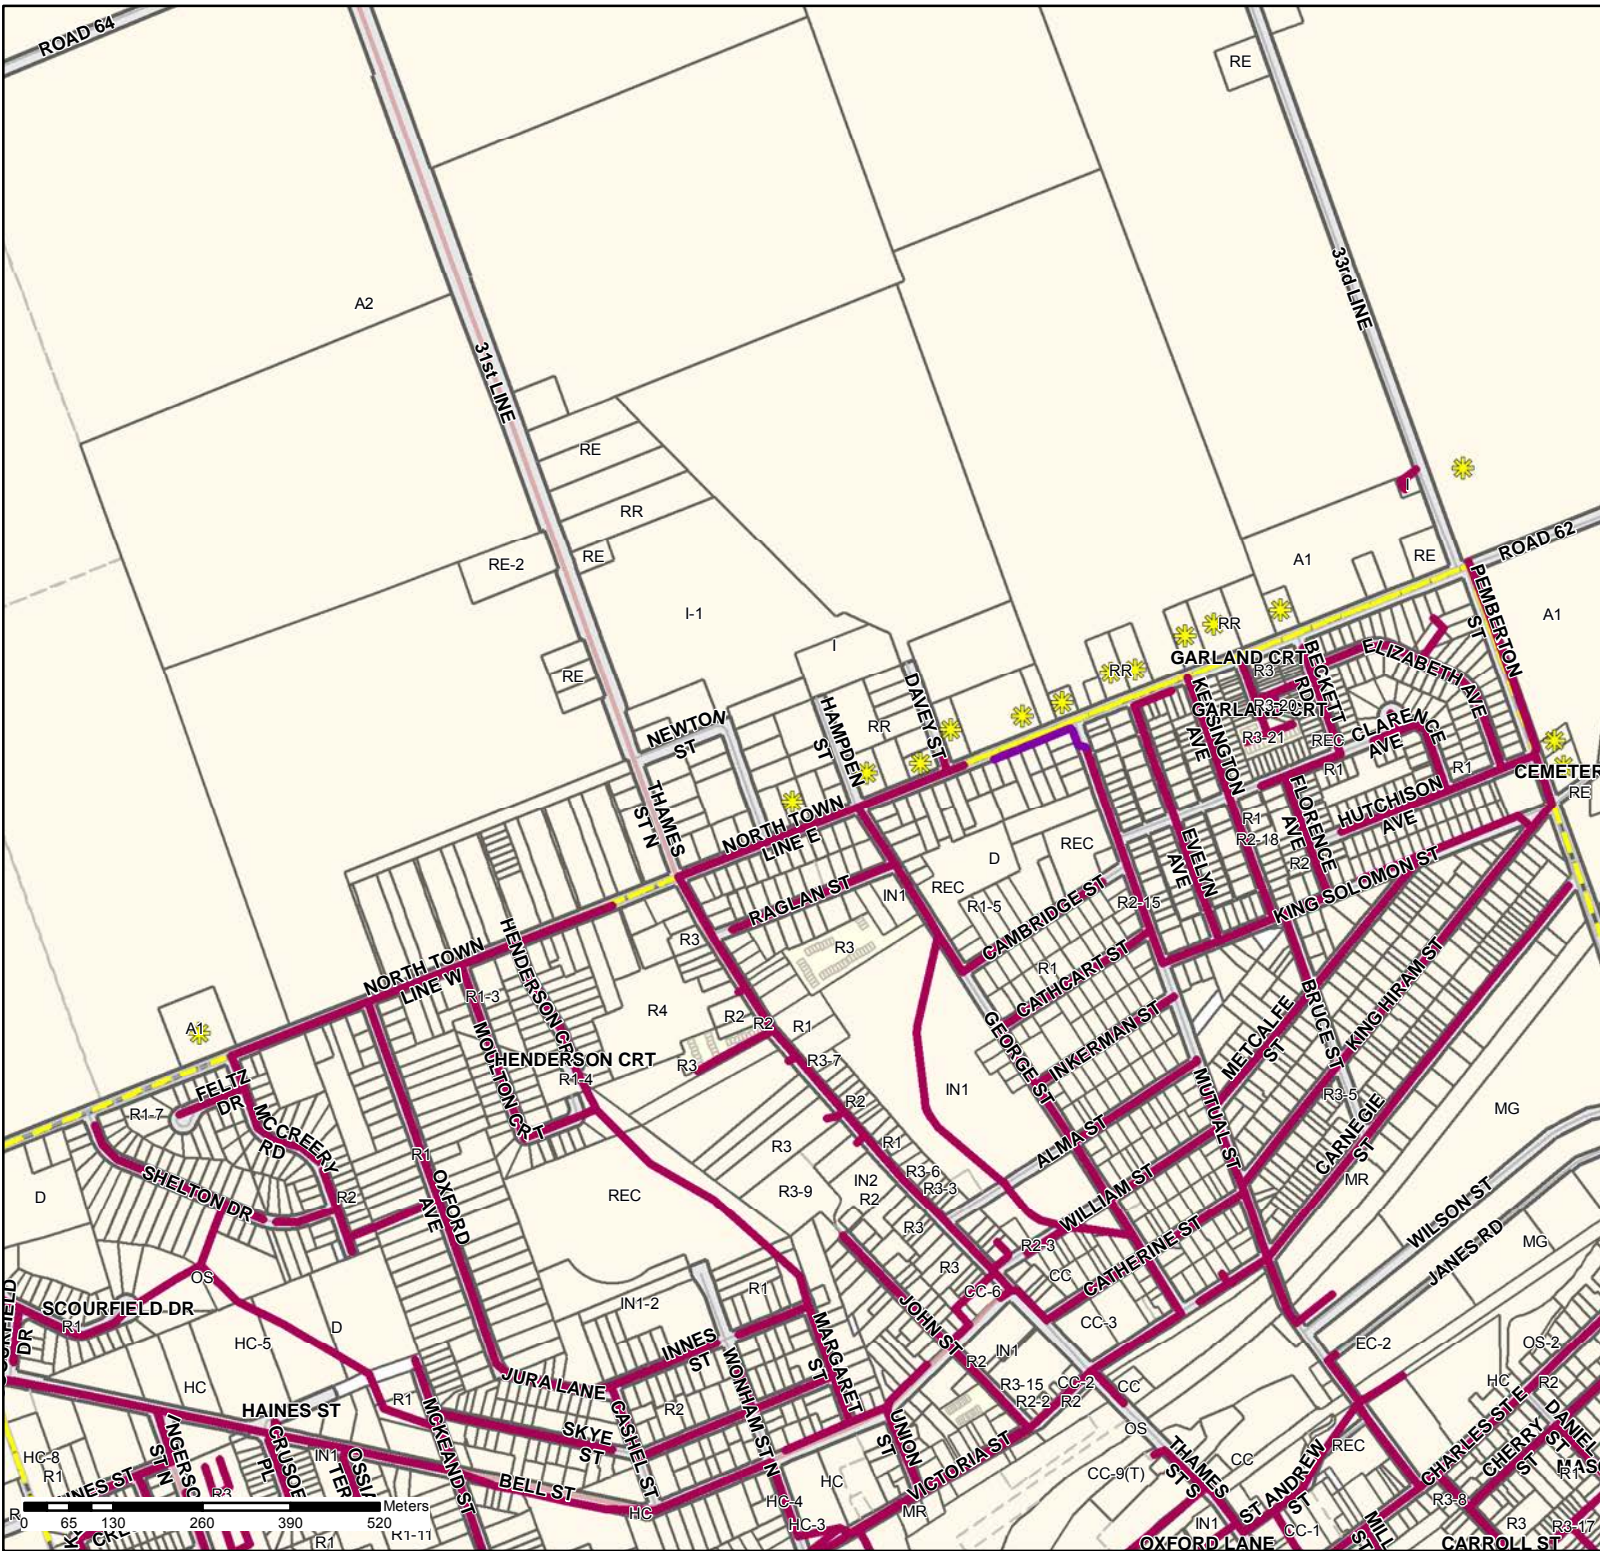 ROAD 64
RE
A2
33rd LINE
31st LINE
RE
RR
I
ROAD 62
RE-2
RE
A1
RE
I-1
A1
RR
PEMBERTON
ST
I
RE
RR
GARLAND CRT
R3
BECKETT
RD
ELIZABETH AVE
DAVEY ST
HAMPDEN
ST
RR
KENSINGTON
AVE
R3-20
GARLAND CRT
NEWTON
ST
R3-21
REC
CLARENCE
AVE
R1
R1
CEMETER
RE
THAMES
ST N
NORTH TOWN
LINE E
R1
R2-18
FLORENCE
AVE
HUTCHISON
AVE
D
REC
EVELYN
AVE
R2
RAGLAN ST
IN1
REC
R1-5
CAMBRIDGE ST
R2-15
KING SOLOMON ST
NORTH TOWN
LINE W
HENDERSON CRT
R3
R3
R1
CATHCART ST
KING HIRAM ST
R1-3
R4
R2
R2
R1
A1
MOULTON CRT
HENDERSON CRT
R1-4
R3
R3-7
GEORGE ST
INKERMAN ST
METCALFE
ST
BRUCE ST
R3-5
IN1
FELTZ
DR
R1-7
MCCREERY
RD
R2
R1
MG
CARNEGIE
ST
MUTUAL ST
ALMA ST
R3
R1
OXFORD
AVE
IN2
R2
R3-6
R3-3
R3-9
REC
MR
D
SHELTON DR
R2
WILLIAM ST
WILSON ST
R3
R2-3
CATHERINE ST
MG
JANES RD
R3
CC
OS
CC-6
R1
IN1-2
SCOURFIELD DR
R1
DR
D
HC-5
MARGARET
ST
JOHN ST
CC-3
INNES
ST
IN1
EC-2
OS-2
R2
WONHAM ST N
HC
JURA LANE
R3-15
CC-2
CC
HC
R2
R1
R2-2
R2
R2
HAINES ST
MCKEAND ST
SKYE
ST
CASHEL ST
UNION
ST
OS
CHARLES ST E
DANIEL
ST
CHERRY
ST
CRUSOE
PL
IN1
HC-8
R1
VICTORIA ST
THAMES
ST S
CC
REC
ST ANDREW
ST
CC-9(T)
BELL ST
HC
HC-4
R1
R3
R3-8
MR
HC
HC-3
IN1
CC-1
MILL
ST
R3
R3-17
0 65 130 260 390 520 Meters
R1
R1-11
OXFORD LANE
CARROLL ST